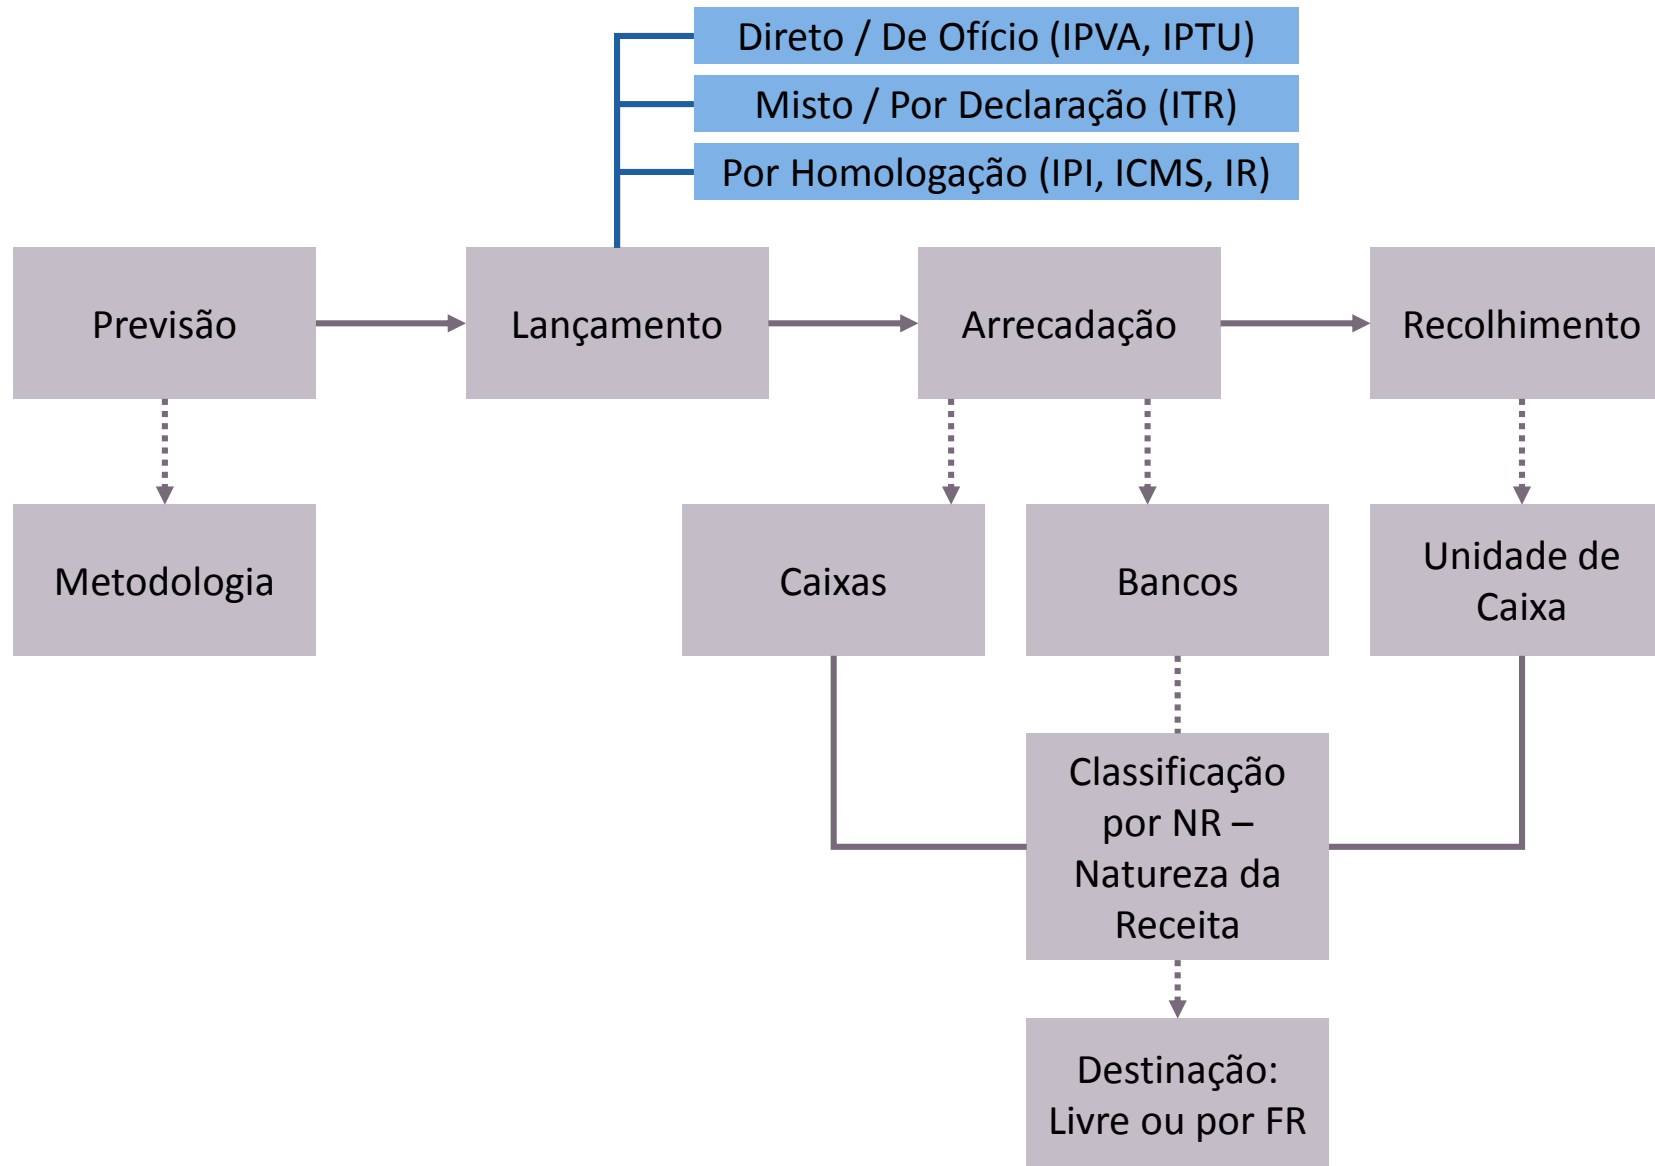 Direto / De Ofício (IPVA, IPTU)
Misto / Por Declaração (ITR)
Por Homologação (IPI, ICMS, IR)
Previsão
Lançamento
Arrecadação
Recolhimento
Metodologia
Caixas
Bancos
Unidade de
Caixa
Classificação
por NR –
Natureza da
Receita
Destinação:
Livre ou por FR